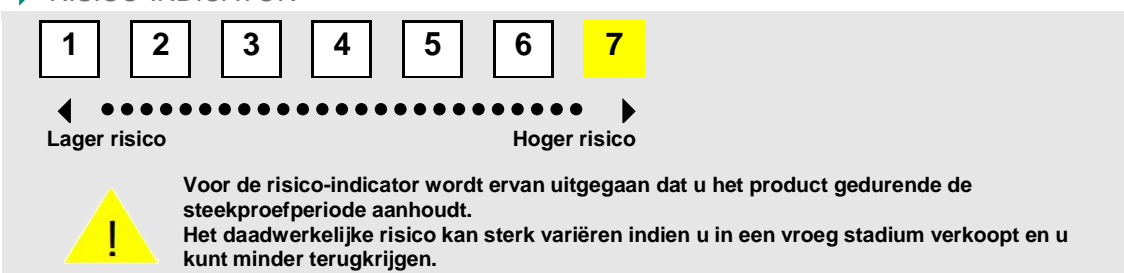 RISICO-INDICATOR
1 2 3 4 5 6 7
Lager risico Hoger risico
Voor de risico-indicator wordt ervan uitgegaan dat u het product gedurende de
steekproefperiode aanhoudt.
Het daadwerkelijke risico kan sterk variëren indien u in een vroeg stadium verkoopt en u
kunt minder terugkrijgen.